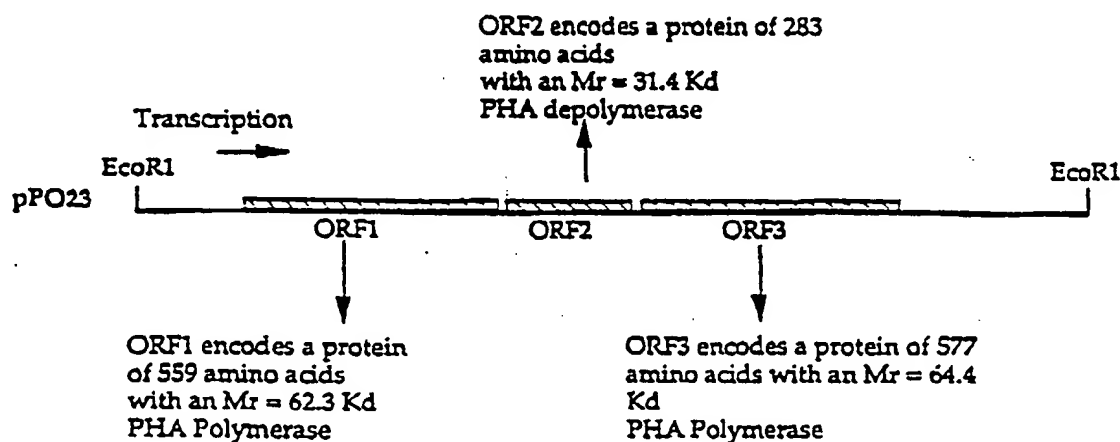 ORF2 encodes a protein of 283
amino acids
with an Mr = 31.4 Kd
PHA depolymerase
Transcription
EcoR1
EcoR1
pPO23
ORF1
ORF2
ORF3
ORF1 encodes a protein
of 559 amino acids
with an Mr = 62.3 Kd
PHA Polymerase
ORF3 encodes a protein of 577
amino acids with an Mr = 64.4
Kd
PHA Polymerase